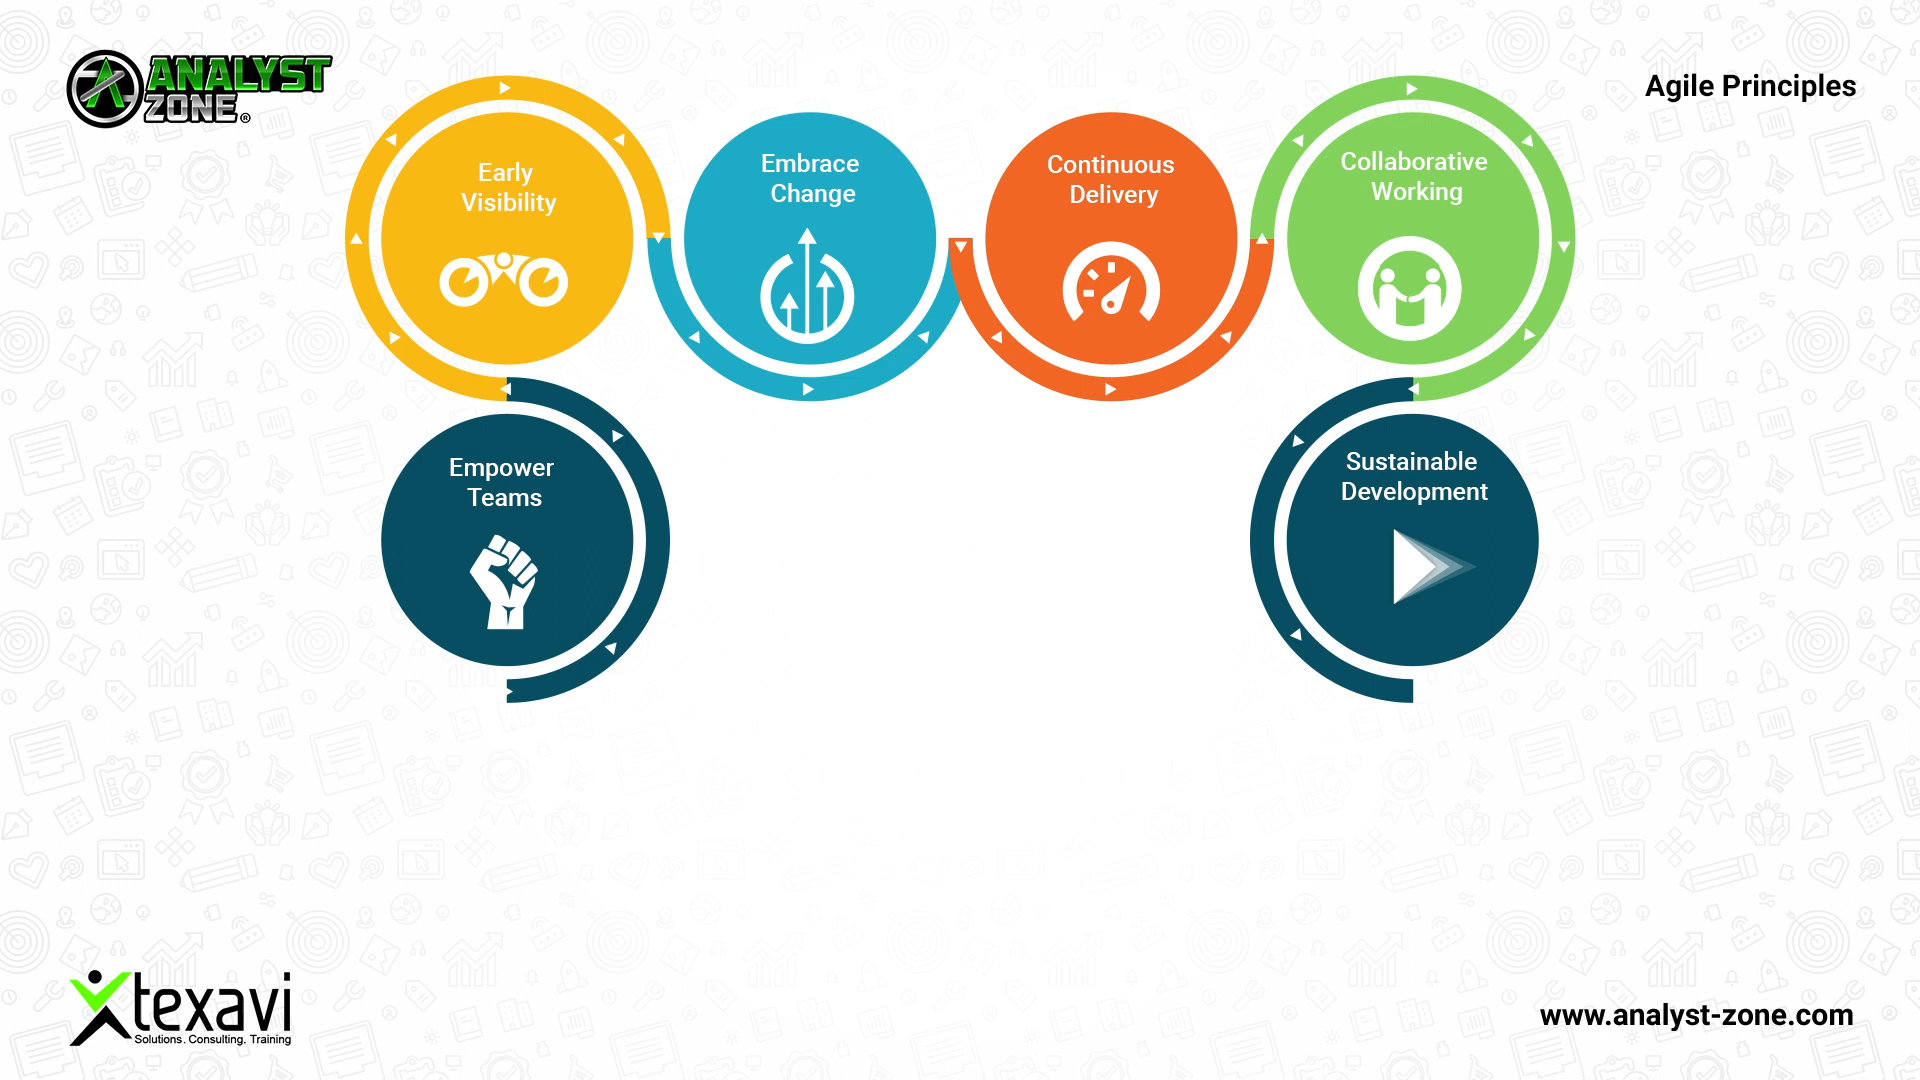 ANALYST
ZONE®
Agile Principles
Early
Visibility
Embrace
Change
Continuous
Delivery
Collaborative
Working
Empower
Teams
Sustainable
Development
texavi
Solutions. Consulting. Training
www.analyst-zone.com